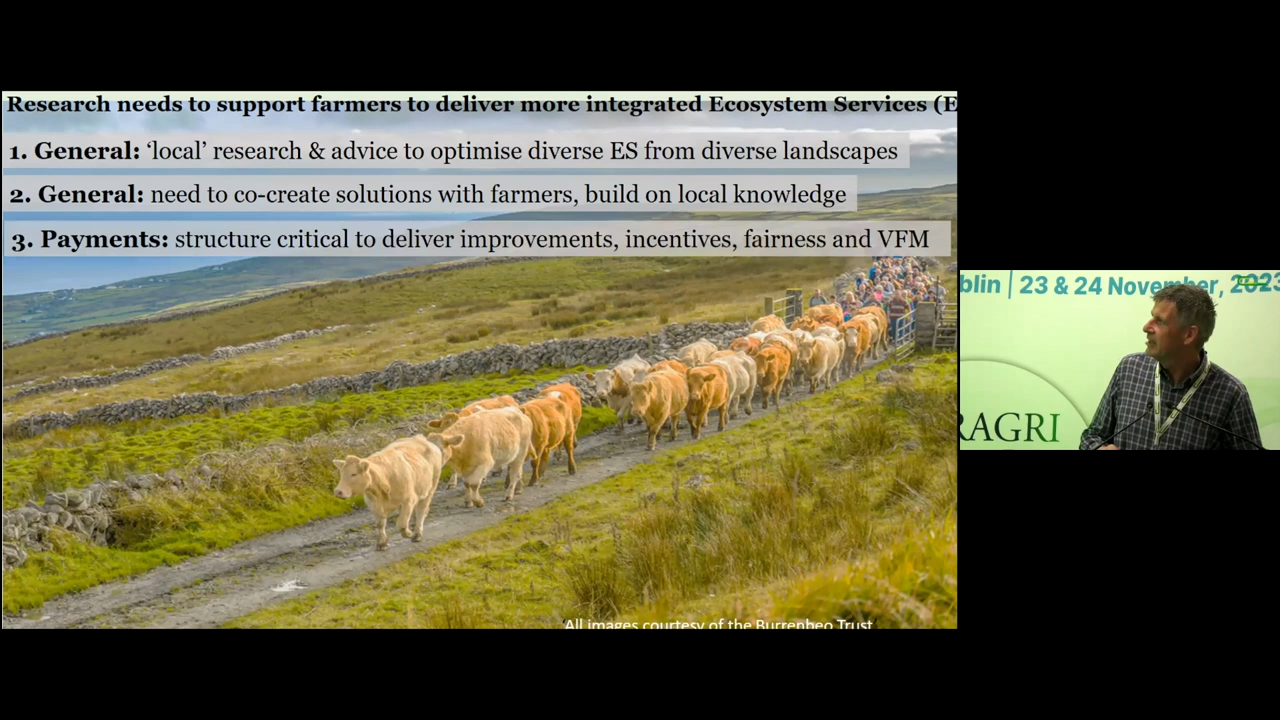 Research needs to support farmers to deliver more integrated Ecosystem Services (E
1. General: ‘local’ research & advice to optimise diverse ES from diverse landscapes
2. General: need to co-create solutions with farmers, build on local knowledge
3. Payments: structure critical to deliver improvements, incentives, fairness and VFM
All images courtesy of the Burrenbeo Trust
blin | 23 & 24 November, 2023
RAGRI